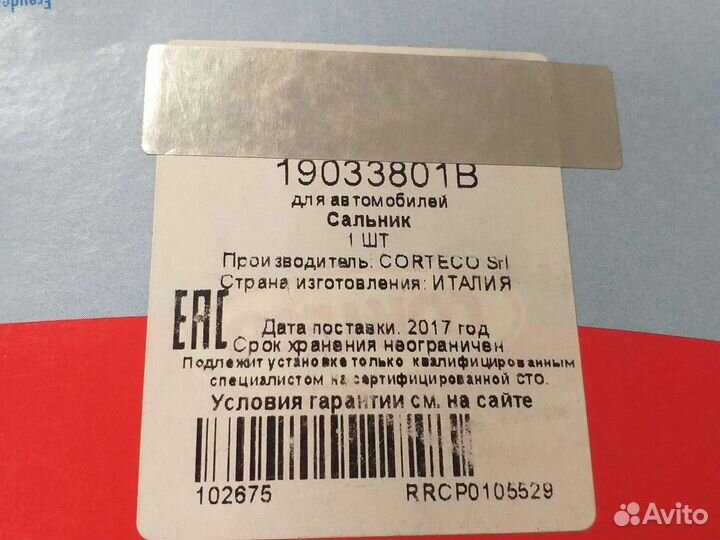 19033801B
для автомобилей
Сальник
1 ШТ
Производитель: CORTECO Srl
Страна изготовления: ИТАЛИЯ
EAC
Дата поставки. 2017 год
Срок хранения неограничен
Подлежит установке только квалифицированным
специалистом на сертифицированной СТО.
Условия гарантии см. на сайте
102675 RRCP0105529
Avito